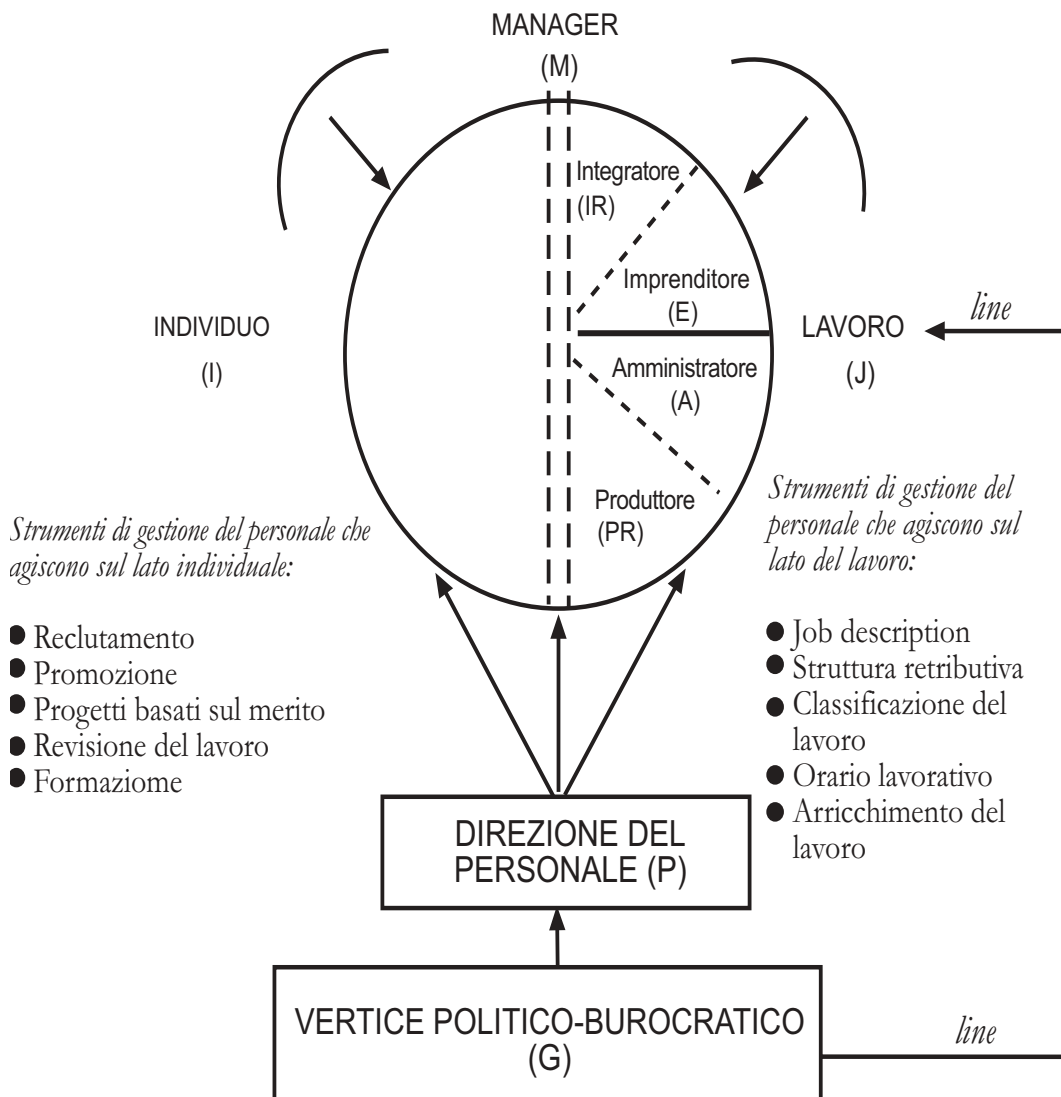 MANAGER
(M)
Integratore
(IR)
Imprenditore
(E)
INDIVIDUO
(I)
LAVORO
(J)
line
Amministratore
(A)
Produttore
(PR)
Strumenti di gestione del personale che
agiscono sul lato individuale:
● Reclutamento
● Promozione
● Progetti basati sul merito
● Revisione del lavoro
● Formaziome
Strumenti di gestione del
personale che agiscono sul
lato del lavoro:
● Job description
● Struttura retributiva
● Classificazione del
lavoro
● Orario lavorativo
● Arricchimento del
lavoro
DIREZIONE DEL
PERSONALE (P)
VERTICE POLITICO-BUROCRATICO
(G)
line